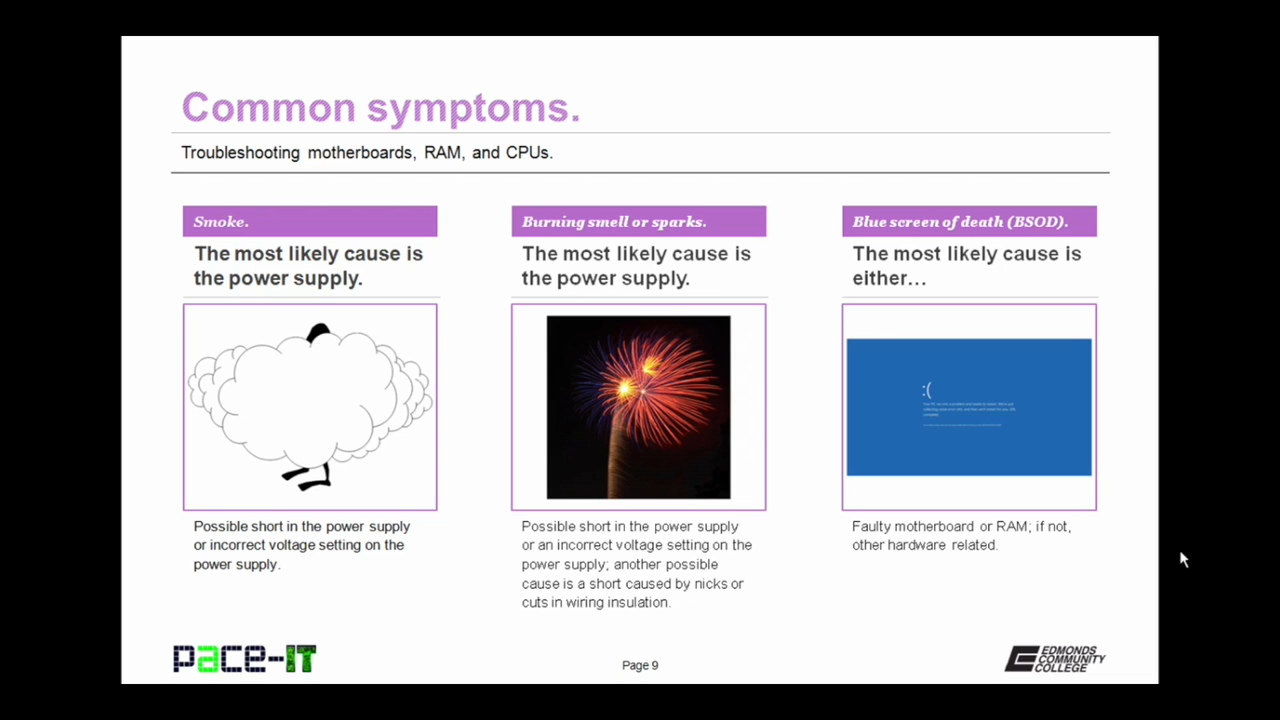 Common symptoms.
Troubleshooting motherboards, RAM, and CPUs.
Smoke.
The most likely cause is
the power supply.
Possible short in the power supply
or incorrect voltage setting on the
power supply.
Burning smell or sparks.
The most likely cause is
the power supply.
Possible short in the power supply
or an incorrect voltage setting on the
power supply; another possible
cause is a short caused by nicks or
cuts in wiring insulation.
Blue screen of death (BSOD).
The most likely cause is
either…
:(
Faulty motherboard or RAM; if not,
other hardware related.
pace-IT
Page 9
EDMONDS
COMMUNITY
COLLEGE